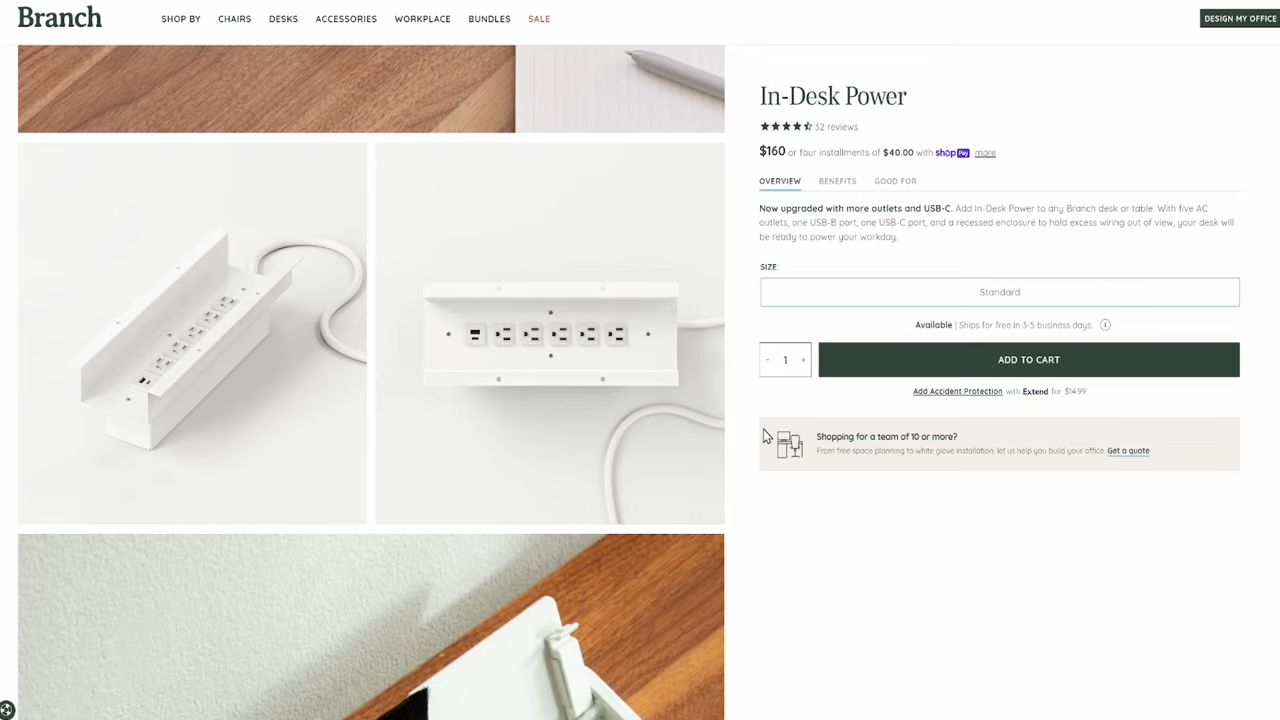 Branch
SHOP BY
CHAIRS
DESKS
ACCESSORIES
WORKPLACE
BUNDLES
SALE
DESIGN MY OFFICE
In-Desk Power
32 reviews
$160 or four installments of $40.00 with shop Pay more
OVERVIEW
BENEFITS
GOOD FOR
Now upgraded with more outlets and USB-C. Add In-Desk Power to any Branch desk or table. With five AC
outlets, one USB-B port, one USB-C port, and a recessed enclosure to hold excess wiring out of view, your desk will
be ready to power your workday.
SIZE:
Standard
Available | Ships for free in 3-5 business days. i
- 1 +
ADD TO CART
Add Accident Protection with Extend for $14.99
Shopping for a team of 10 or more?
From free space planning to white glove installation, let us help you build your office. Get a quote